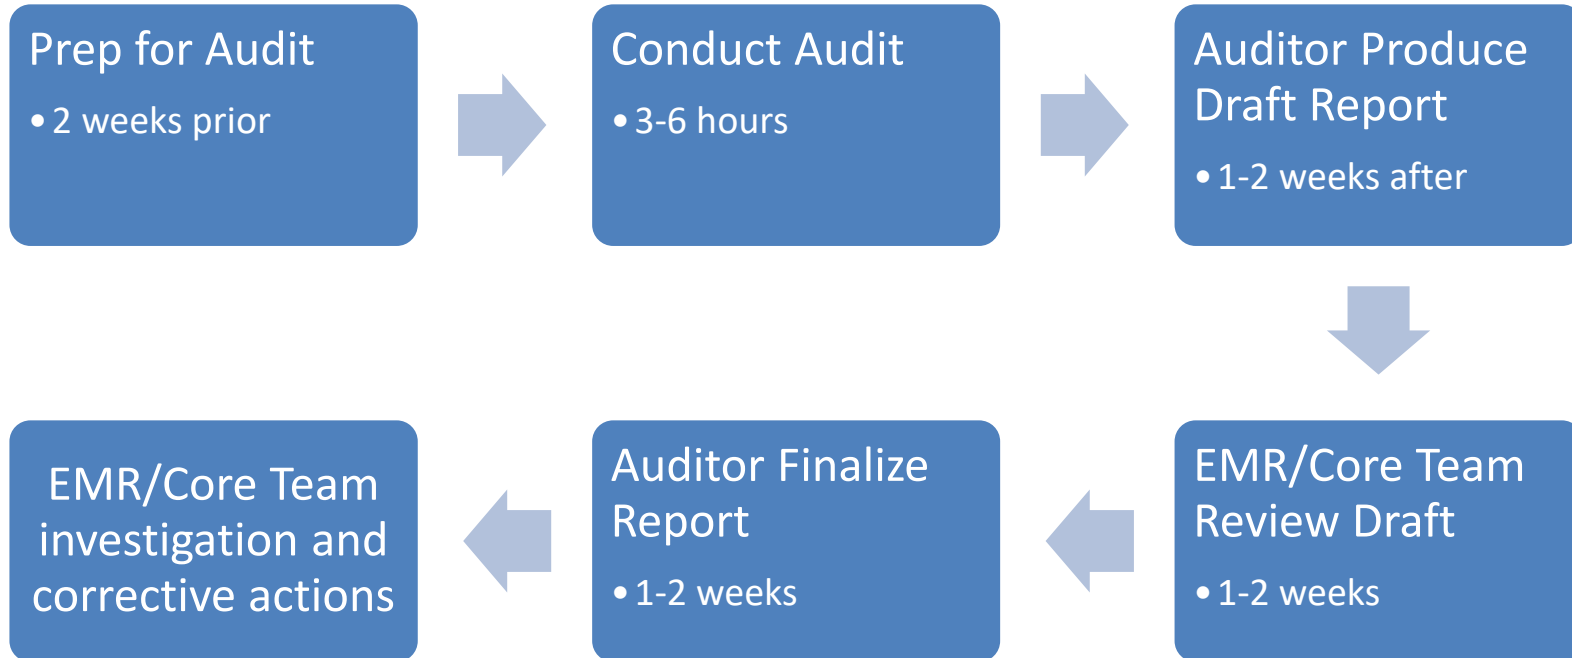 Prep for Audit
• 2 weeks prior
Conduct Audit
• 3-6 hours
Auditor Produce
Draft Report
• 1-2 weeks after
EMR/Core Team
Review Draft
• 1-2 weeks
Auditor Finalize
Report
• 1-2 weeks
EMR/Core Team
investigation and
corrective actions